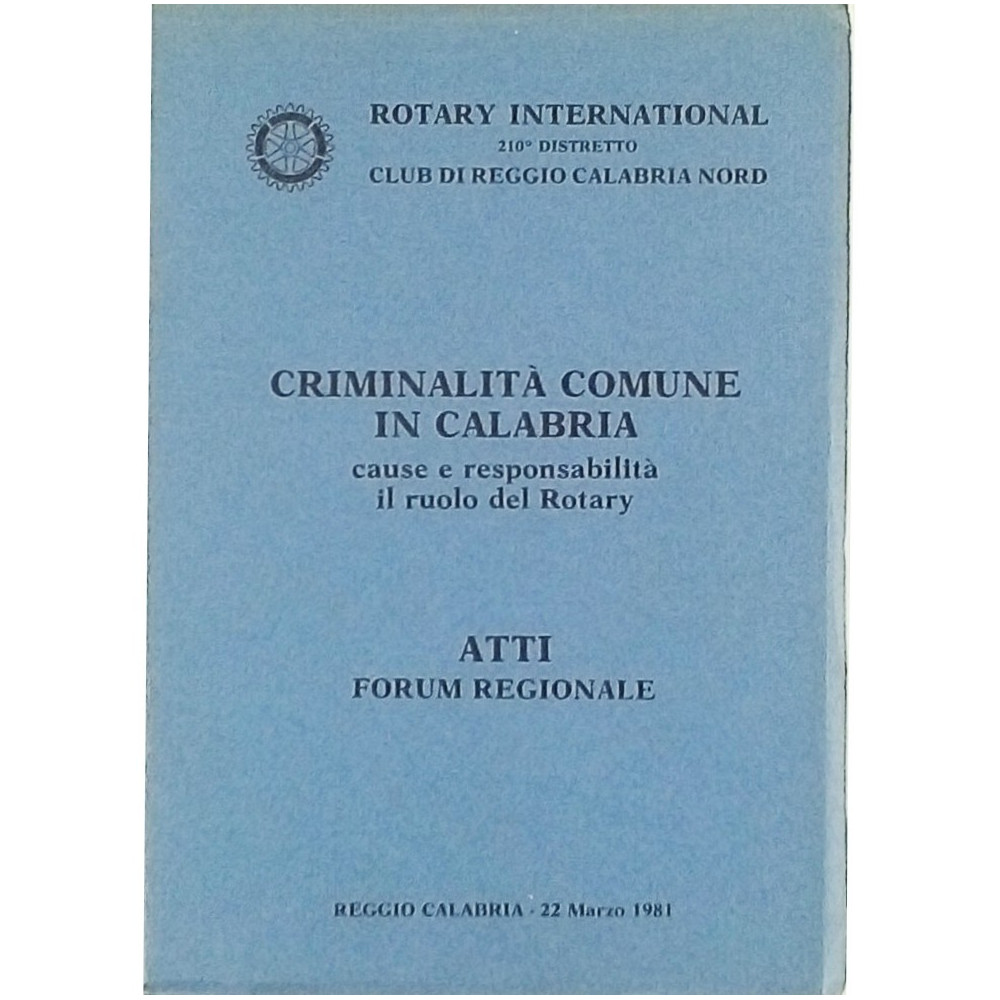 ROTARY INTERNATIONAL
210° DISTRETTO
CLUB DI REGGIO CALABRIA NORD
CRIMINALITÀ COMUNE
IN CALABRIA
cause e responsabilità
il ruolo del Rotary
ATTI
FORUM REGIONALE
REGGIO CALABRIA - 22 Marzo 1981